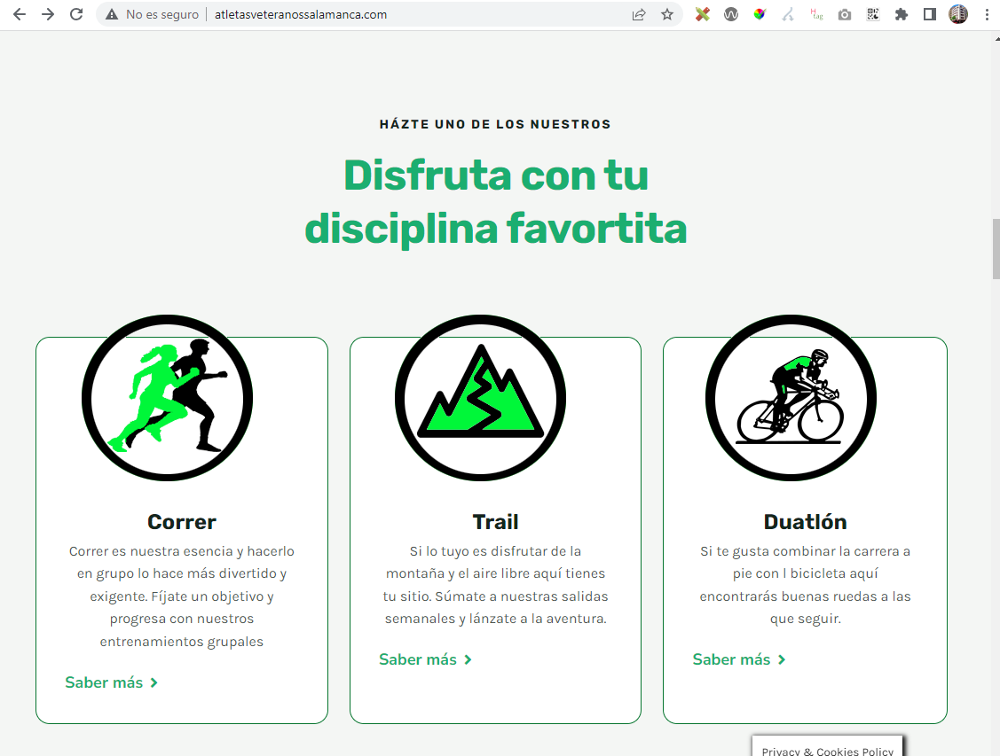 No es seguro | atletasveteranossalamanca.com
HÁZTE UNO DE LOS NUESTROS
Disfruta con tu
disciplina favortita
Correr
Correr es nuestra esencia y hacerlo
en grupo lo hace más divertido y
exigente. Fíjate un objetivo y
progresa con nuestros
entrenamientos grupales
Saber más
Trail
Si lo tuyo es disfrutar de la
montaña y el aire libre aquí tienes
tu sitio. Súmate a nuestras salidas
semanales y lánzate a la aventura.
Saber más
Duatlón
Si te gusta combinar la carrera a
pie con l bicicleta aquí
encontrarás buenas ruedas a las
que seguir.
Saber más
Privacy & Cookies Policy